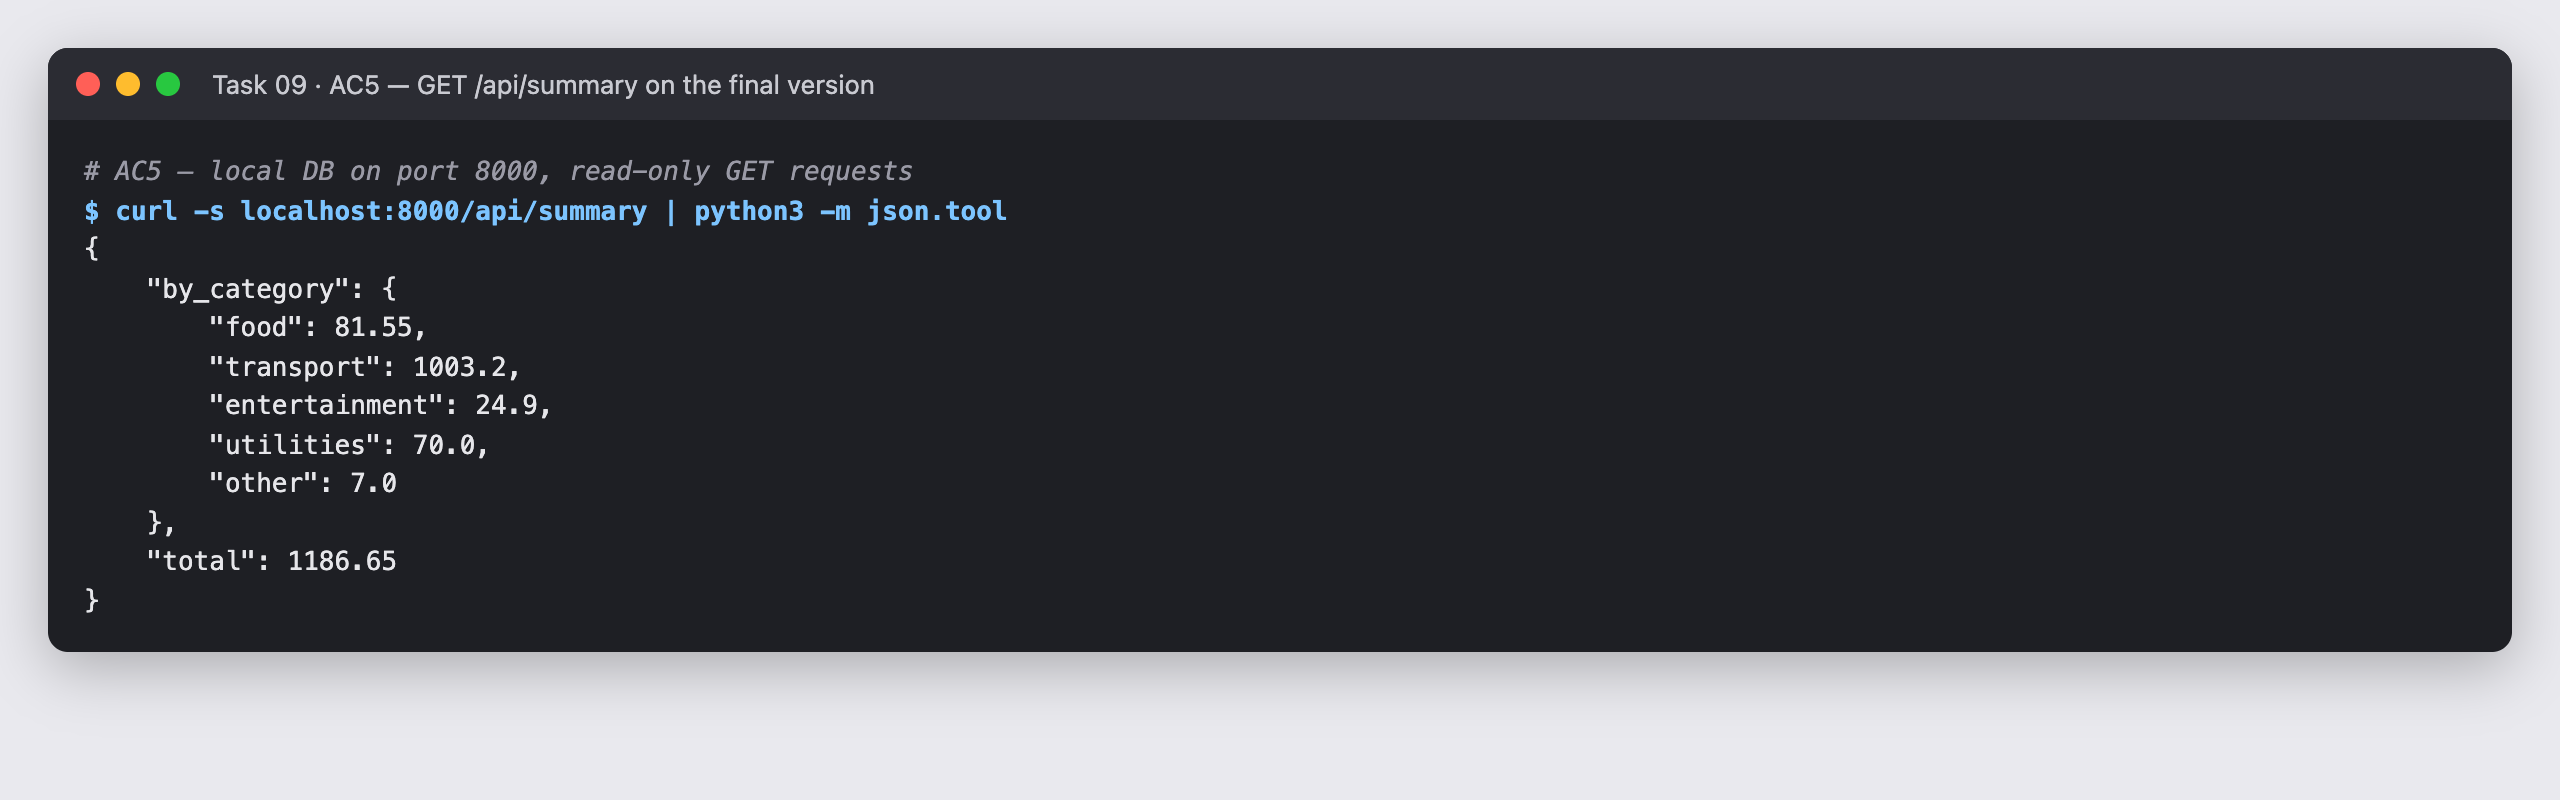 Task 09 · AC5 — GET /api/summary on the final version
# AC5 — local DB on port 8000, read-only GET requests
$ curl -s localhost:8000/api/summary | python3 -m json.tool
{
    "by_category": {
        "food": 81.55,
        "transport": 1003.2,
        "entertainment": 24.9,
        "utilities": 70.0,
        "other": 7.0
    },
    "total": 1186.65
}